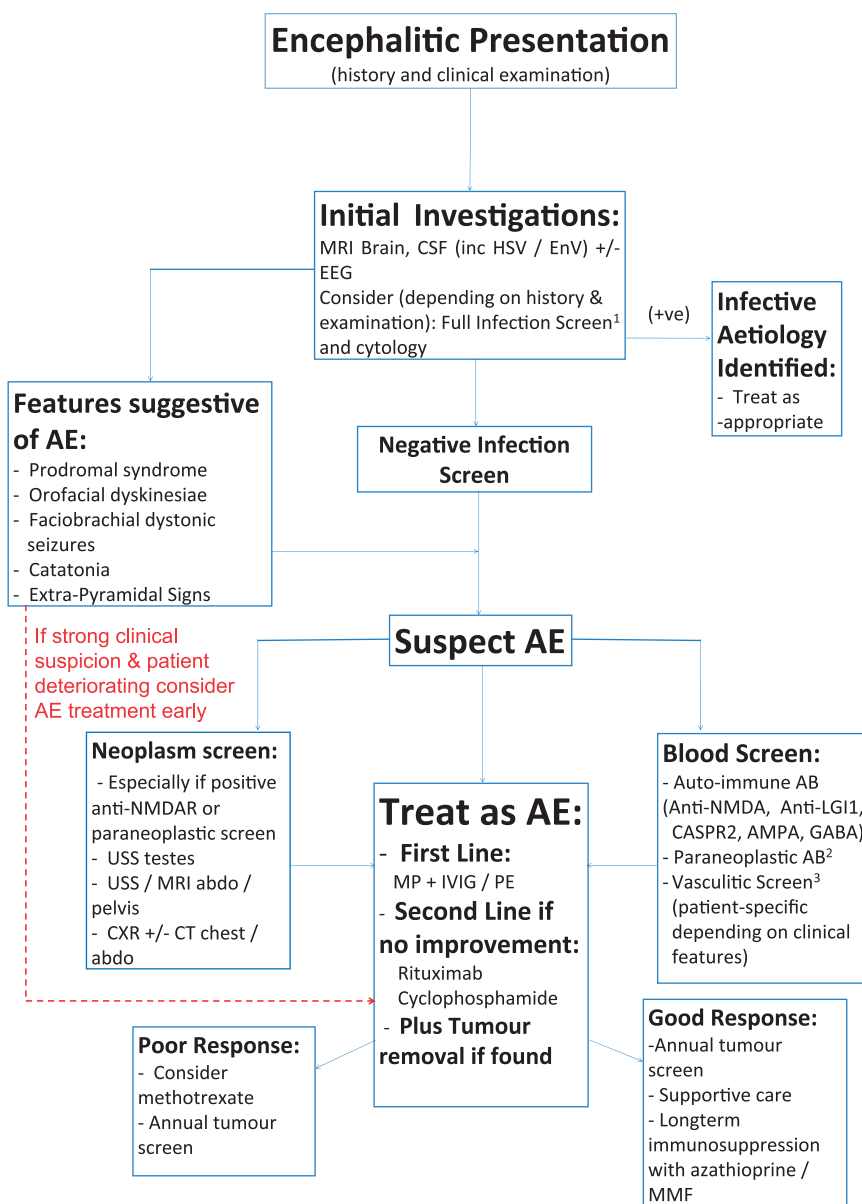 Encephalitic Presentation
(history and clinical examination)
Initial Investigations:
MRI Brain, CSF (inc HSV / EnV) +/-
EEG
Consider (depending on history &
examination): Full Infection Screen1
and cytology
(+ve)
Infective
Aetiology
Identified:
- Treat as
-appropriate
Features suggestive
of AE:
- Prodromal syndrome
- Orofacial dyskinesiae
- Faciobrachial dystonic
seizures
- Catatonia
- Extra-Pyramidal Signs
Negative Infection
Screen
If strong clinical
suspicion & patient
deteriorating consider
AE treatment early
Suspect AE
Neoplasm screen:
- Especially if positive
anti-NMDAR or
paraneoplastic screen
- USS testes
- USS / MRI abdo /
pelvis
- CXR +/- CT chest /
abdo
Treat as AE:
- First Line:
MP + IVIG / PE
- Second Line if
no improvement:
Rituximab
Cyclophosphamide
- Plus Tumour
removal if found
Blood Screen:
- Auto-immune AB
(Anti-NMDA, Anti-LGI1,
CASPR2, AMPA, GABA)
- Paraneoplastic AB2
- Vasculitic Screen3
(patient-specific
depending on clinical
features)
Poor Response:
- Consider
methotrexate
- Annual tumour
screen
Good Response:
-Annual tumour
screen
- Supportive care
- Longterm
immunosuppression
with azathioprine /
MMF